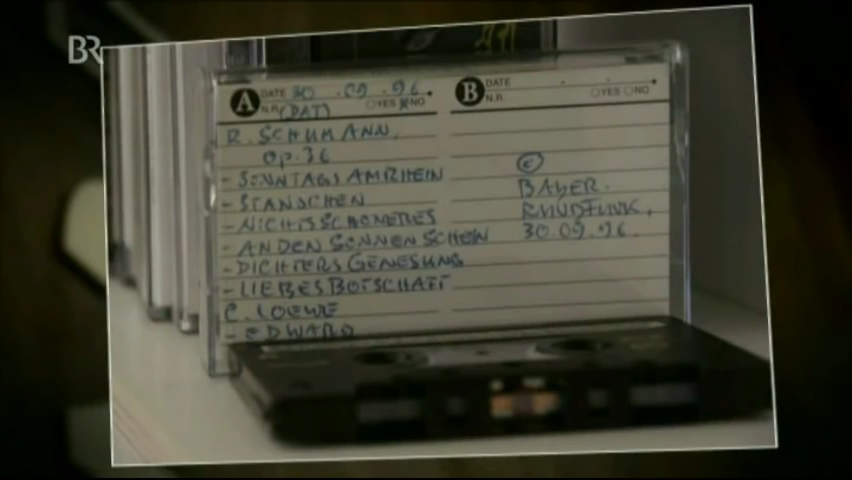 BR
A DATE 30 . 09 . 96
N.R. (DAT) YES NO
R. SCHUMANN,
op. 36
- SONNTAGS AM RHEIN
- STÄNDCHEN
- NICHTS SCHÖNERES
- AN DEN SONNENSCHEIN
- DICHTERS GENESUNG
- LIEBESBOTSCHAFT
C. LOEWE
- EDWARD
B DATE . .
N.R. YES NO
©
BAYER.
RUNDFUNK,
30.09.96